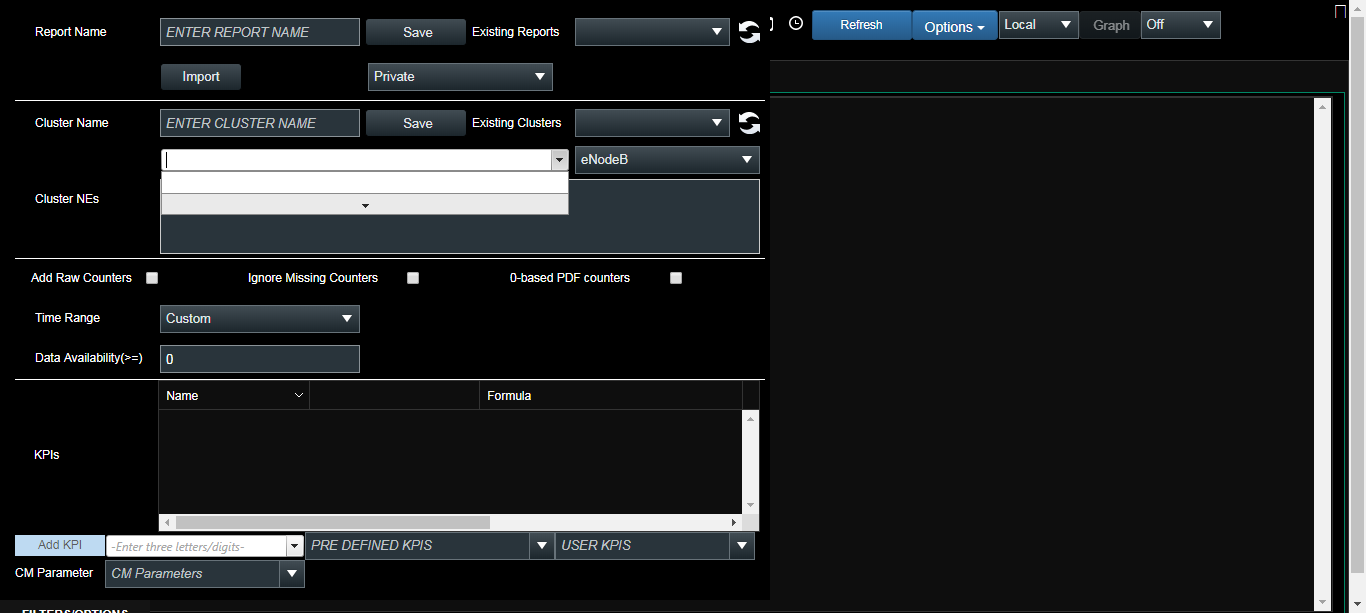 Report Name ENTER REPORT NAME Save Existing Reports Refresh Options Local Graph Off
Import Private
Cluster Name ENTER CLUSTER NAME Save Existing Clusters
eNodeB
Cluster NEs
Add Raw Counters Ignore Missing Counters 0-based PDF counters
Time Range Custom
Data Availability(>=) 0
Name Formula
KPIs
Add KPI -Enter three letters/digits- PRE DEFINED KPIS USER KPIS
CM Parameter CM Parameters
FILTERS/OPTIONS